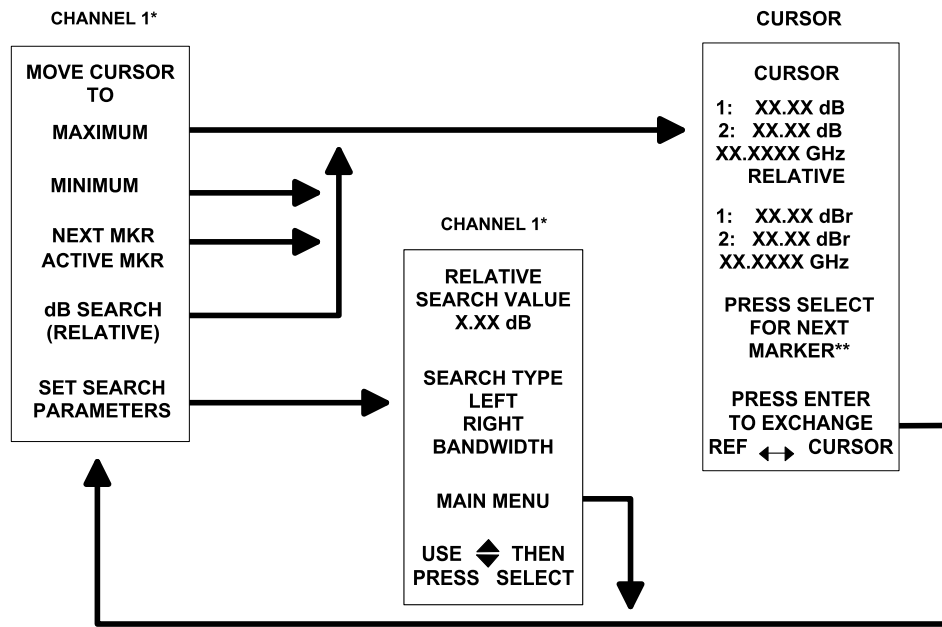 CHANNEL 1*
MOVE CURSOR
TO
MAXIMUM
MINIMUM
NEXT MKR
ACTIVE MKR
dB SEARCH
(RELATIVE)
SET SEARCH
PARAMETERS
CHANNEL 1*
RELATIVE
SEARCH VALUE
X.XX dB
SEARCH TYPE
LEFT
RIGHT
BANDWIDTH
MAIN MENU
USE THEN
PRESS SELECT
CURSOR
CURSOR
1: XX.XX dB
2: XX.XX dB
XX.XXXX GHz
RELATIVE
1: XX.XX dBr
2: XX.XX dBr
XX.XXXX GHz
PRESS SELECT
FOR NEXT
MARKER**
PRESS ENTER
TO EXCHANGE
REF CURSOR